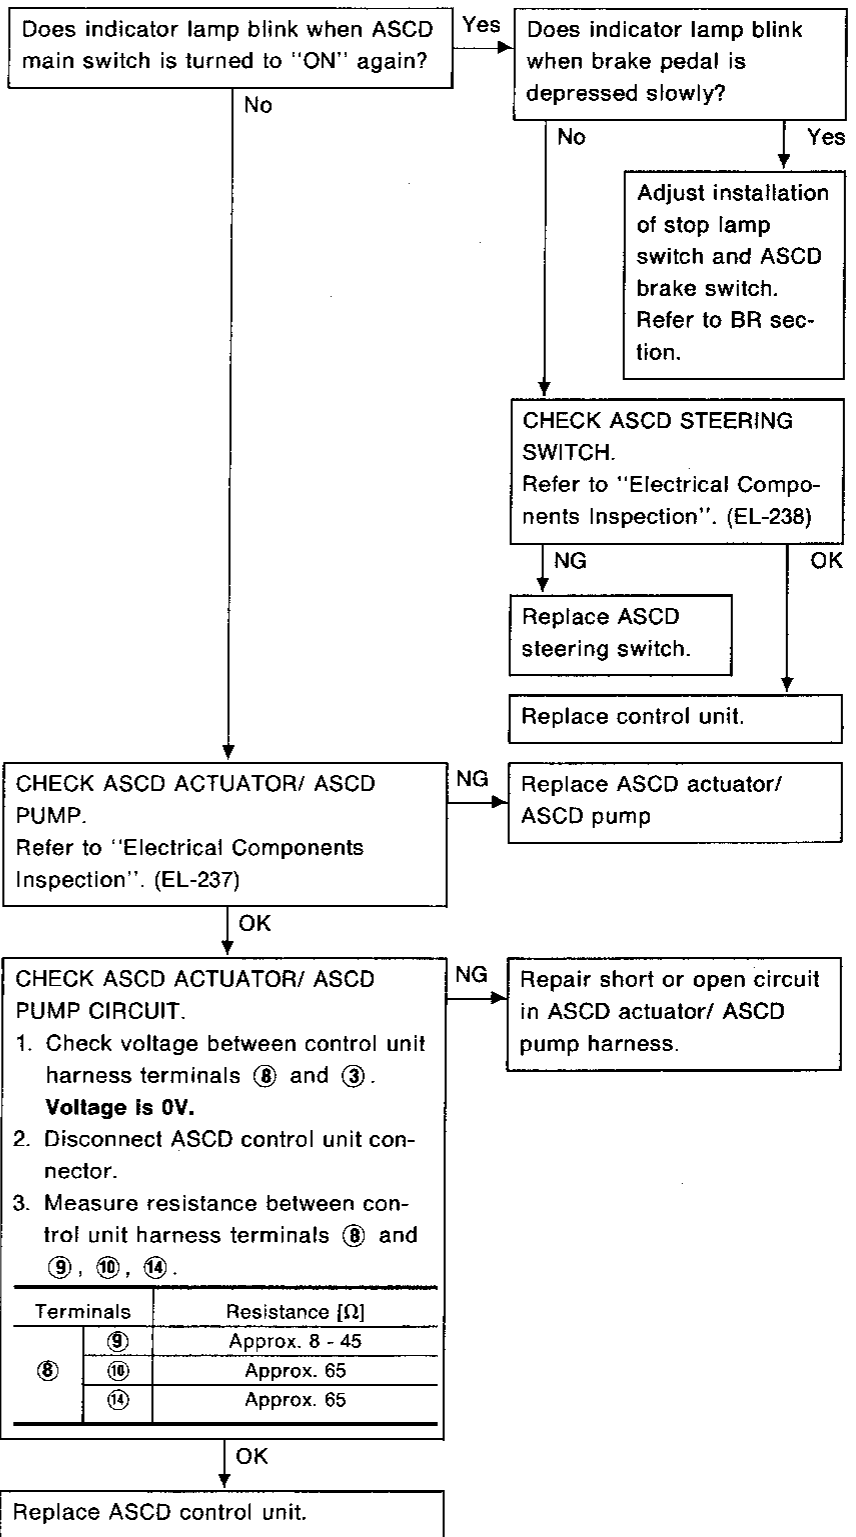 Does indicator lamp blink when ASCD
main switch is turned to "ON" again?
Yes
Does indicator lamp blink
when brake pedal is
depressed slowly?
No
No
Yes
Adjust installation
of stop lamp
switch and ASCD
brake switch.
Refer to BR sec-
tion.
CHECK ASCD STEERING
SWITCH.
Refer to "Electrical Compo-
nents Inspection". (EL-238)
NG
OK
Replace ASCD
steering switch.
Replace control unit.
CHECK ASCD ACTUATOR/ ASCD
PUMP.
Refer to "Electrical Components
Inspection". (EL-237)
NG
Replace ASCD actuator/
ASCD pump
OK
CHECK ASCD ACTUATOR/ ASCD
PUMP CIRCUIT.
1. Check voltage between control unit
harness terminals ⑧ and ③.
Voltage is 0V.
2. Disconnect ASCD control unit con-
nector.
3. Measure resistance between con-
trol unit harness terminals ⑧ and
⑨, ⑩, ⑭.
NG
Repair short or open circuit
in ASCD actuator/ ASCD
pump harness.
Terminals Resistance [Ω]
⑨ Approx. 8 - 45
⑧ ⑩ Approx. 65
⑭ Approx. 65
OK
Replace ASCD control unit.